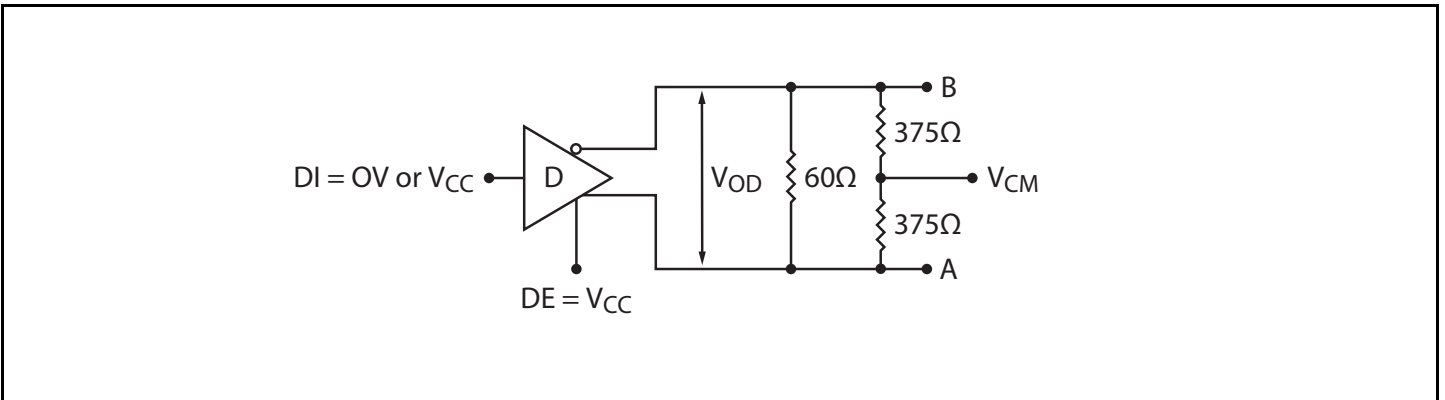 B
375Ω
DI = OV or VCC
D
VOD
60Ω
VCM
375Ω
A
DE = VCC